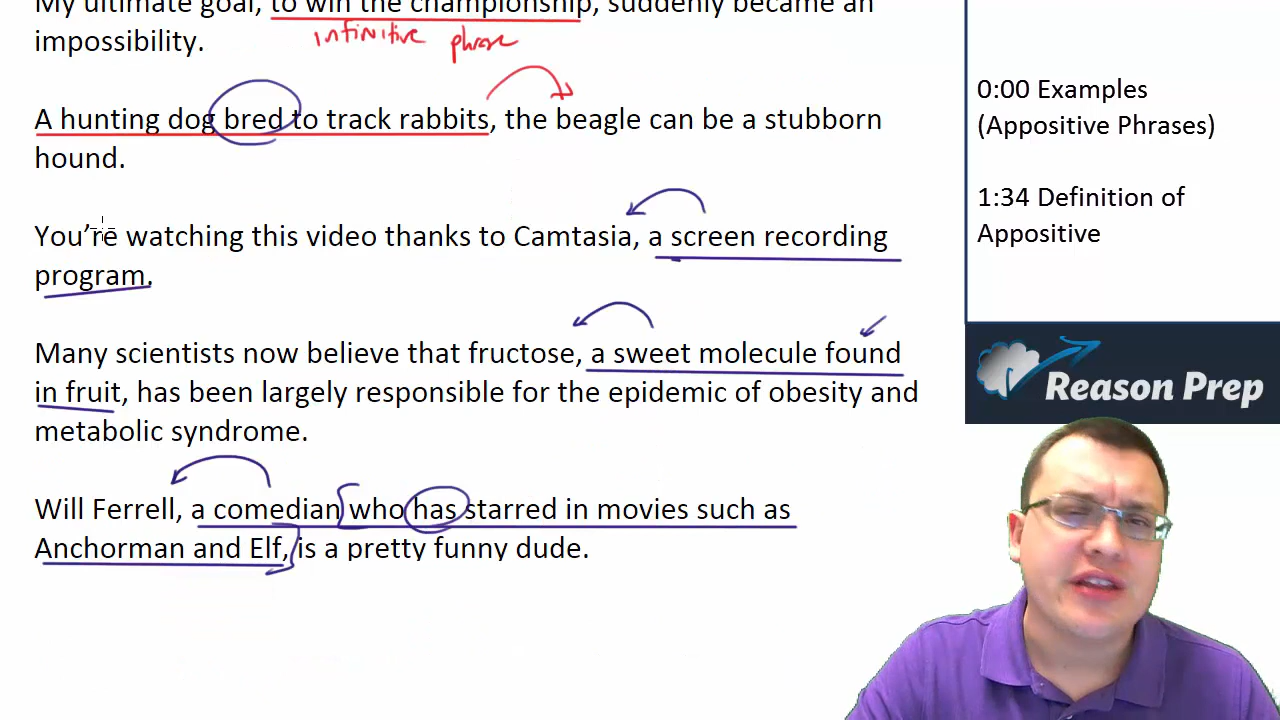 My ultimate goal, to win the championship, suddenly became an
impossibility.
infinitive phrase
A hunting dog bred to track rabbits, the beagle can be a stubborn
hound.
You’re watching this video thanks to Camtasia, a screen recording
program.
Many scientists now believe that fructose, a sweet molecule found
in fruit, has been largely responsible for the epidemic of obesity and
metabolic syndrome.
Will Ferrell, a comedian who has starred in movies such as
Anchorman and Elf, is a pretty funny dude.
0:00 Examples
(Appositive Phrases)
1:34 Definition of
Appositive
Reason Prep